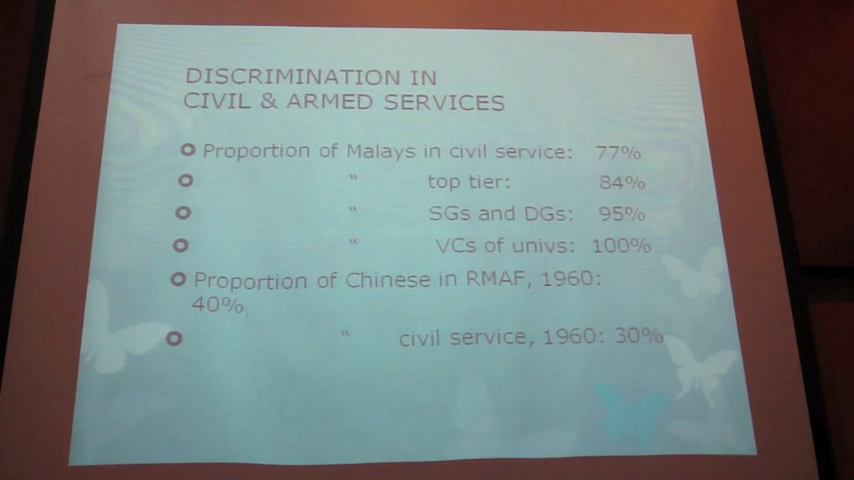 DISCRIMINATION IN
CIVIL & ARMED SERVICES
Proportion of Malays in civil service: 77%
" top tier: 84%
" SGs and DGs: 95%
" VCs of univs: 100%
Proportion of Chinese in RMAF, 1960:
40%
" civil service, 1960: 30%